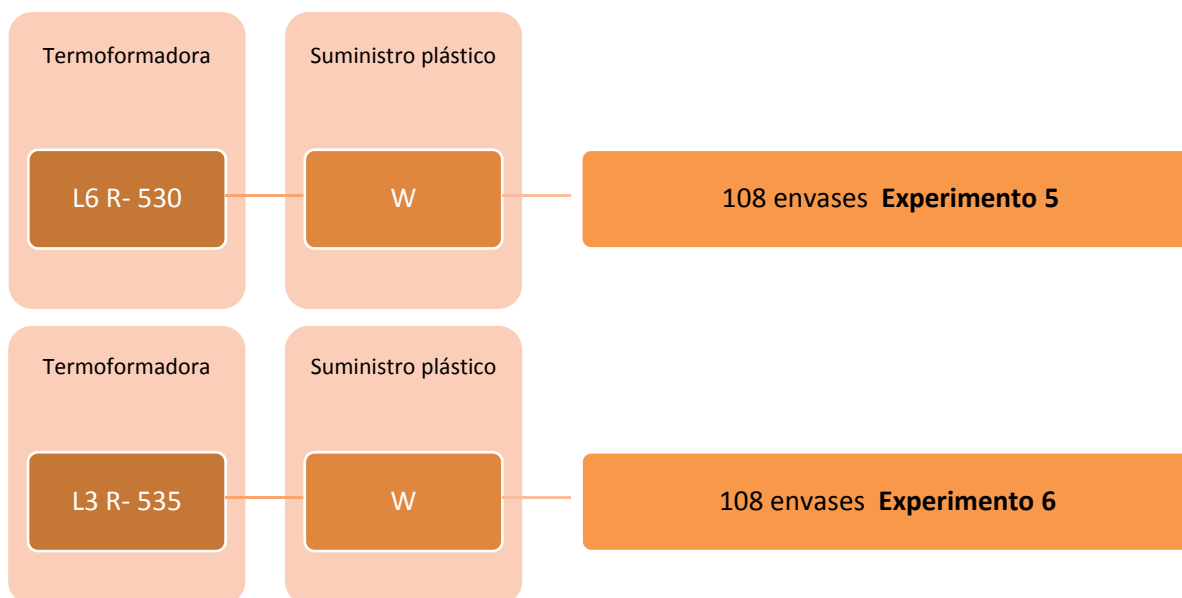 Termoformadora
Suministro plástico
L6 R- 530
W
108 envases Experimento 5
Termoformadora
Suministro plástico
L3 R- 535
W
108 envases Experimento 6